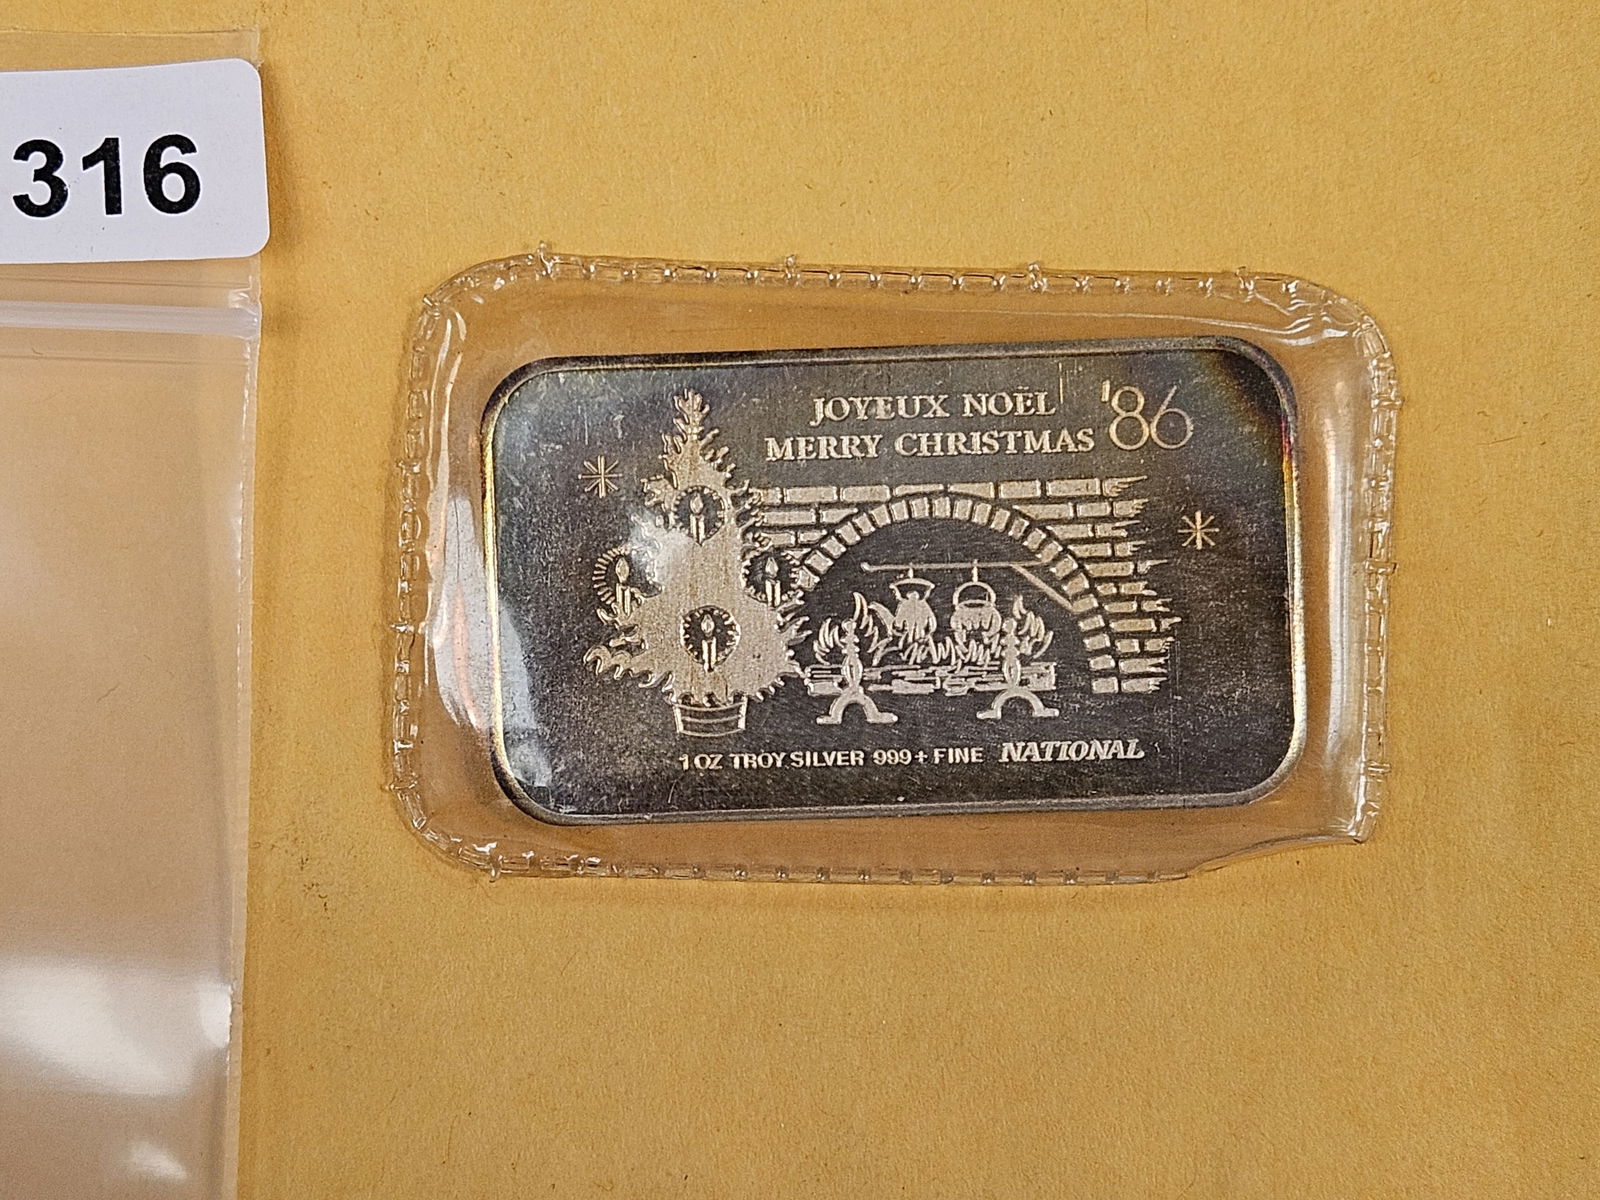 316
JOYEUX NOËL '86
MERRY CHRISTMAS
1 OZ TROY SILVER 999+ FINE NATIONAL